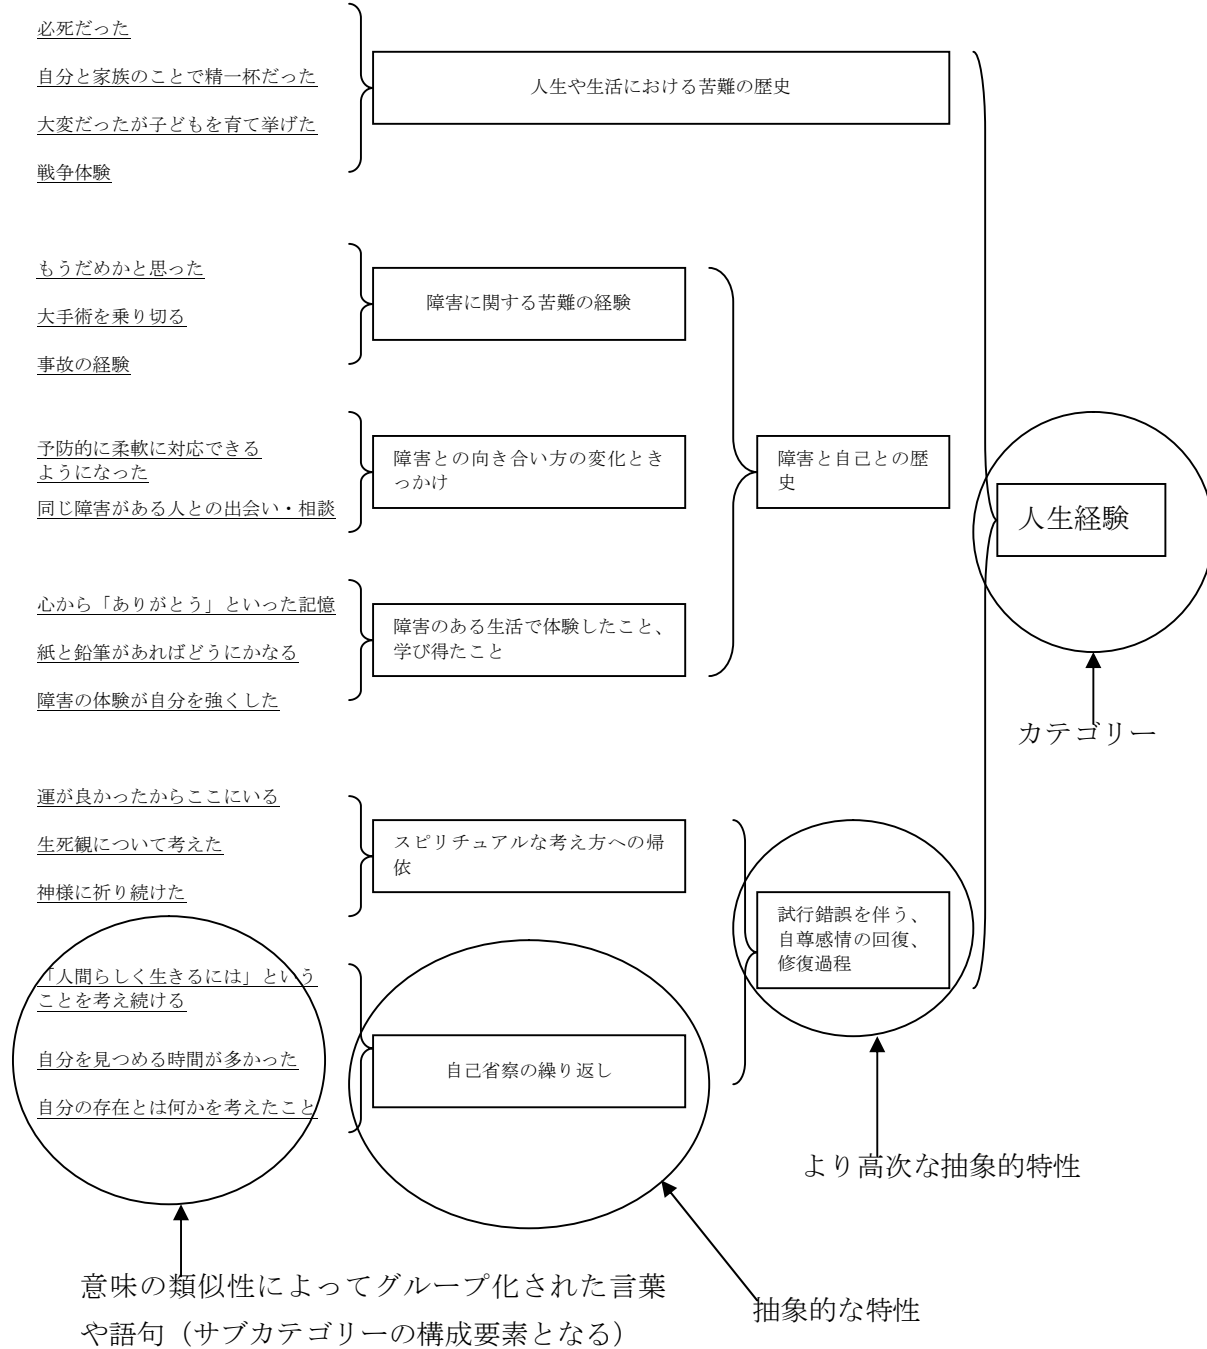 必死だった
自分と家族のことで精一杯だった
大変だったが子どもを育て挙げた
戦争体験
人生や生活における苦難の歴史
もうだめかと思った
大手術を乗り切る
事故の経験
障害に関する苦難の経験
予防的に柔軟に対応できる
ようになった
同じ障害がある人との出会い・相談
障害との向き合い方の変化とき
っかけ
障害と自己との歴
史
人生経験
カテゴリー
心から「ありがとう」といった記憶
紙と鉛筆があればどうにかなる
障害の体験が自分を強くした
障害のある生活で体験したこと、
学び得たこと
運が良かったからここにいる
生死観について考えた
神様に祈り続けた
スピリチュアルな考え方への帰
依
試行錯誤を伴う、
自尊感情の回復、
修復過程
「人間らしく生きるには」という
ことを考え続ける
自分を見つめる時間が多かった
自分の存在とは何かを考えたこと
自己省察の繰り返し
より高次な抽象的特性
意味の類似性によってグループ化された言葉
や語句（サブカテゴリーの構成要素となる）
抽象的な特性